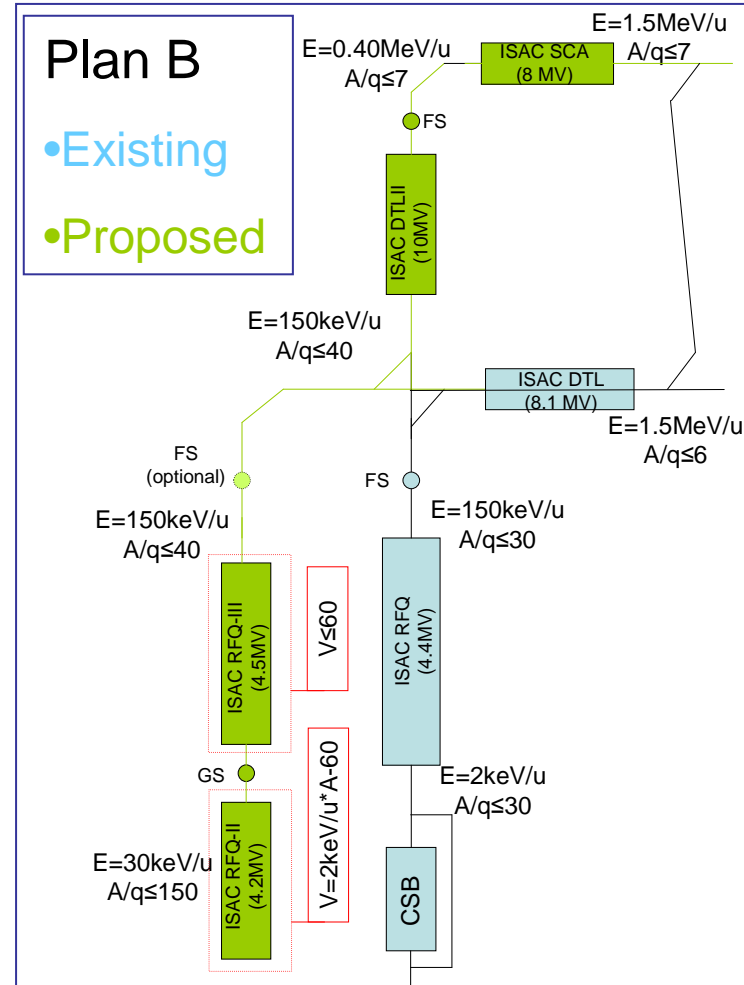 Plan B
•Existing
•Proposed
E=0.40MeV/u
A/q≤7
ISAC SCA
(8 MV)
E=1.5MeV/u
A/q≤7
FS
ISAC DTLII
(10MV)
E=150keV/u
A/q≤40
ISAC DTL
(8.1 MV)
E=1.5MeV/u
A/q≤6
FS
(optional)
FS
E=150keV/u
A/q≤40
E=150keV/u
A/q≤30
ISAC RFQ-III
(4.5MV)
V≤60
ISAC RFQ
(4.4MV)
GS
E=2keV/u
A/q≤30
E=30keV/u
A/q≤150
ISAC RFQ-II
(4.2MV)
V=2keV/u*A-60
CSB